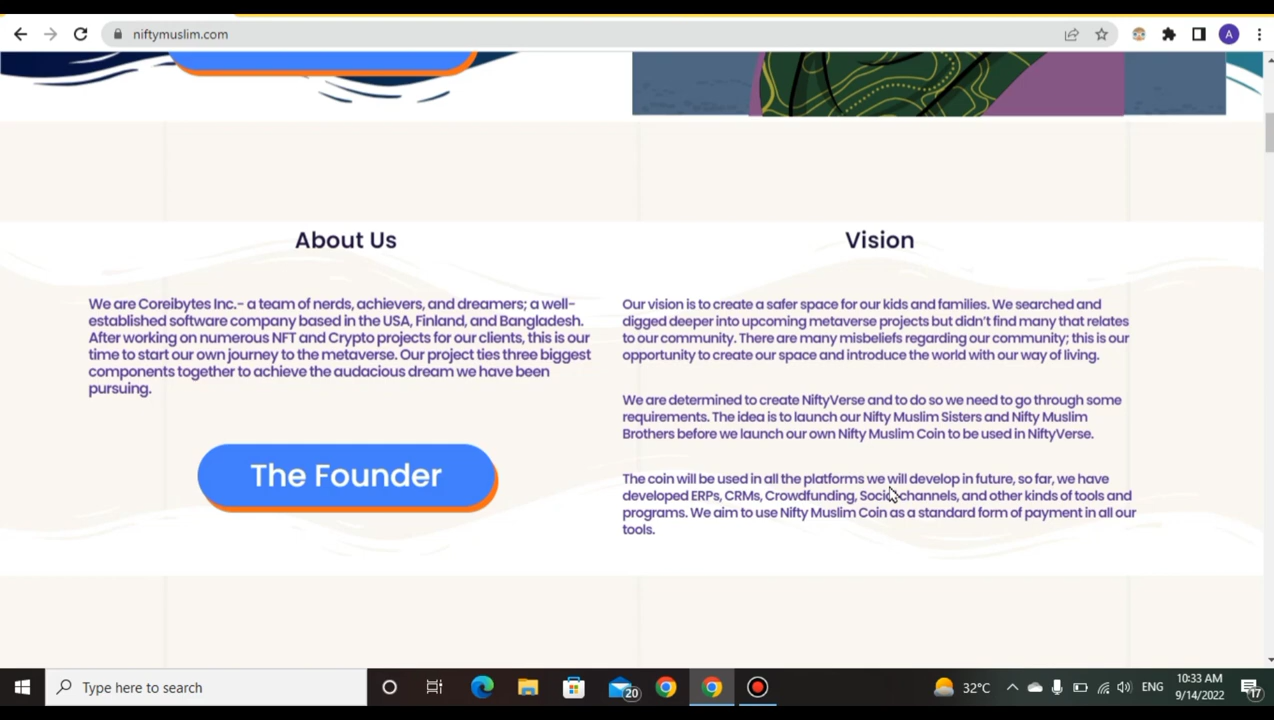 niftymuslim.com
A
About Us
We are Coreibytes Inc.- a team of nerds, achievers, and dreamers; a well-
established software company based in the USA, Finland, and Bangladesh.
After working on numerous NFT and Crypto projects for our clients, this is our
time to start our own journey to the metaverse. Our project ties three biggest
components together to achieve the audacious dream we have been
pursuing.
The Founder
Vision
Our vision is to create a safer space for our kids and families. We searched and
digged deeper into upcoming metaverse projects but didn't find many that relates
to our community. There are many misbeliefs regarding our community; this is our
opportunity to create our space and introduce the world with our way of living.
We are determined to create NiftyVerse and to do so we need to go through some
requirements. The idea is to launch our Nifty Muslim Sisters and Nifty Muslim
Brothers before we launch our own Nifty Muslim Coin to be used in NiftyVerse.
The coin will be used in all the platforms we will develop in future, so far, we have
developed ERPs, CRMs, Crowdfunding, Social channels, and other kinds of tools and
programs. We aim to use Nifty Muslim Coin as a standard form of payment in all our
tools.
Type here to search
20
32°C
ENG
10:33 AM
9/14/2022
17